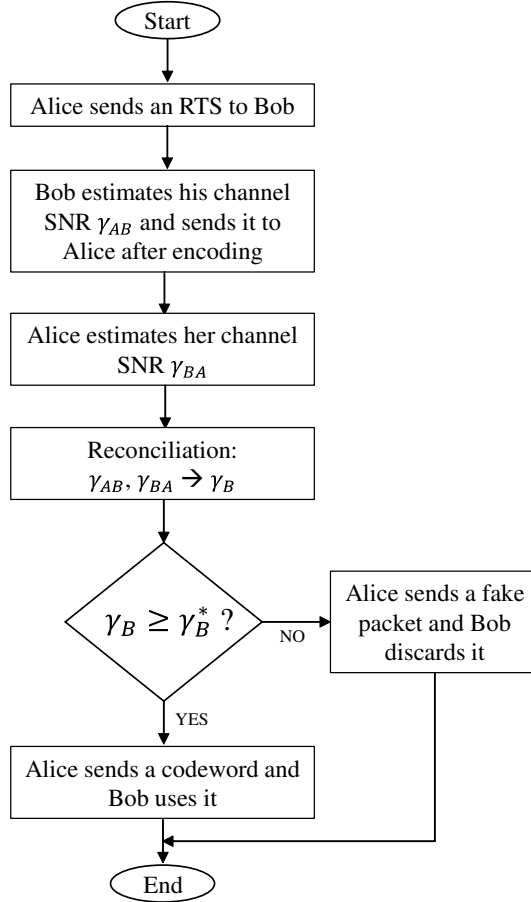 Start
Alice sends an RTS to Bob
Bob estimates his channel
SNR γ_AB and sends it to
Alice after encoding
Alice estimates her channel
SNR γ_BA
Reconciliation:
γ_AB, γ_BA → γ_B
γ_B ≥ γ_B^* ?
NO
Alice sends a fake
packet and Bob
discards it
YES
Alice sends a codeword and
Bob uses it
End